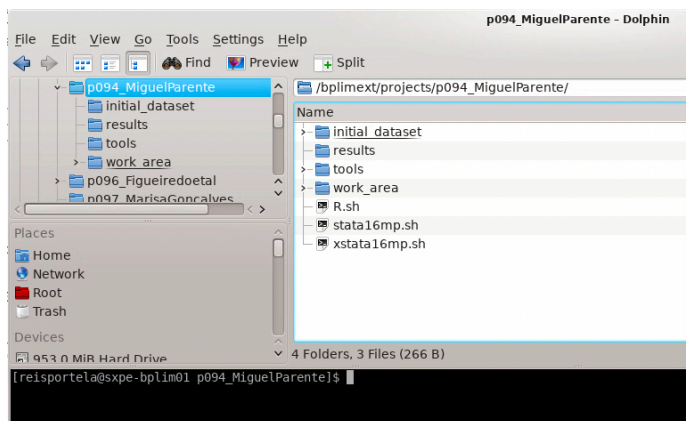 p094_MiguelParente – Dolphin
File Edit View Go Tools Settings Help
Find Preview Split
p094_MiguelParente
initial_dataset
results
tools
work_area
p096_Figueiredoetal
p097_MarisaGoncalves
Places
Home
Network
Root
Trash
Devices
953,0 MiB Hard Drive
/bplimext/projects/p094_MiguelParente/
Name
initial_dataset
results
tools
work_area
R.sh
stata16mp.sh
xstata16mp.sh
4 Folders, 3 Files (266 B)
[reisportela@sxpe-bplim01 p094_MiguelParente]$